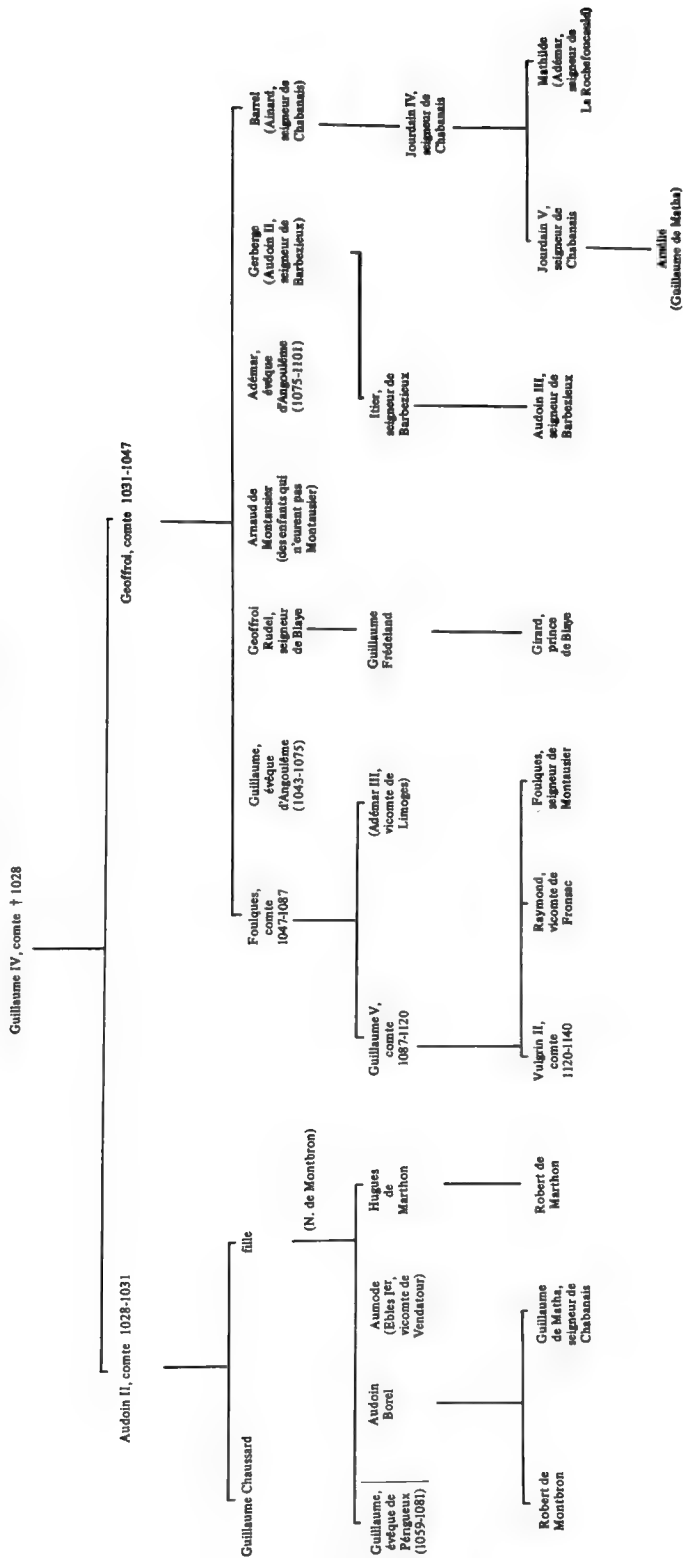 Guillaume IV, comte † 1028
Audoin II, comte 1028-1031
Geoffroi, comte 1031-1047
Guillaume Chaussard
fille
(N. de Montbron)
Foulques,
comte
1047-1087
Guillaume,
évêque
d'Angoulême
(1043-1075)
Geoffroi
Rudel,
seigneur
de Blaye
Arnaud de
Montausier
(des enfants qui
n'eurent pas
Montausier)
Adémar,
évêque
d'Angoulême
(1075-1101)
Gerberge
(Audoin II,
seigneur de
Barbezieux)
Barrel
(Ainard,
seigneur de
Chabanais)
Guillaume,
évêque de
Périgueux
(1059-1081)
Audoin
Borel
Aumode
(Ebles Ier,
vicomte de
Vendatour)
Hugues
de
Marthon
Guillaume V,
comte
1087-1120
(Adémar III,
vicomte de
Limoges)
Guillaume
Frédeland
Itier,
seigneur de
Barbezieux
Jourdain IV,
seigneur de
Chabanais
Robert de
Montbron
Guillaume
de Matha,
seigneur de
Chabanais
Robert de
Marthon
Vulgrin II,
comte
1120-1140
Raymond,
vicomte de
Fronsac
Foulques,
seigneur de
Montausier
Girard,
prince
de Blaye
Audoin III,
seigneur de
Barbezieux
Jourdain V,
seigneur de
Chabanais
Mathilde
(Adémar,
seigneur de
La Rochefoucauld)
Amélie
(Guillaume de Matha)